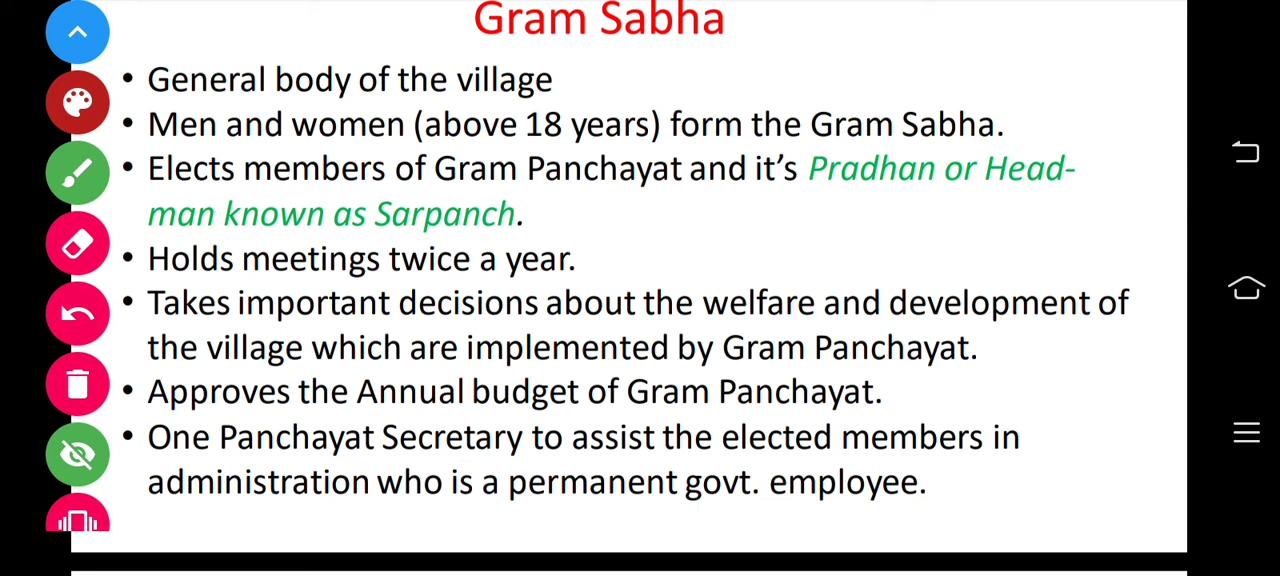 Gram Sabha
• General body of the village
• Men and women (above 18 years) form the Gram Sabha.
• Elects members of Gram Panchayat and it's Pradhan or Head-
man known as Sarpanch.
• Holds meetings twice a year.
• Takes important decisions about the welfare and development of
the village which are implemented by Gram Panchayat.
• Approves the Annual budget of Gram Panchayat.
• One Panchayat Secretary to assist the elected members in
administration who is a permanent govt. employee.